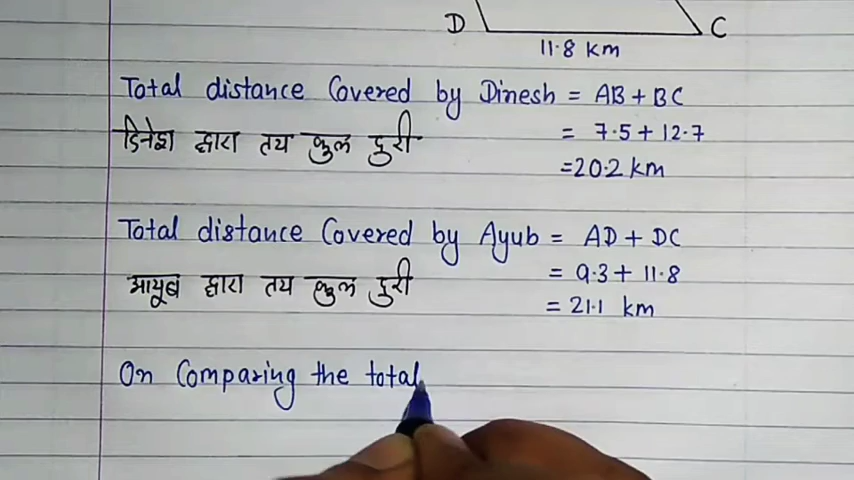 D C
11.8 km
Total distance Covered by Dinesh = AB + BC
डिनेश द्वारा तय कुल दुरी = 7.5 + 12.7
= 20.2 km
Total distance Covered by Ayub = AD + DC
आयूब द्वारा तय कुल दुरी = 9.3 + 11.8
= 21.1 km
On Comparing the total